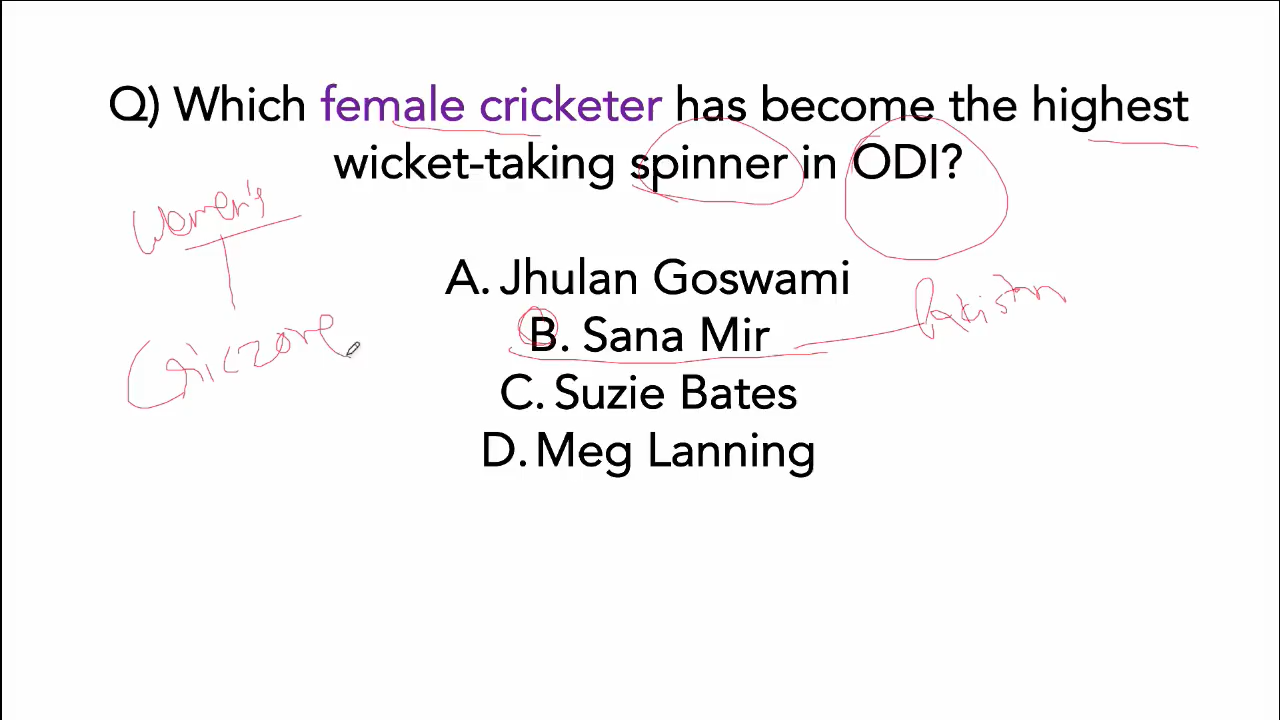 Q) Which female cricketer has become the highest
wicket-taking spinner in ODI?
Women's
A. Jhulan Goswami
Pakistan
B. Sana Mir
Criczone
C. Suzie Bates
D. Meg Lanning